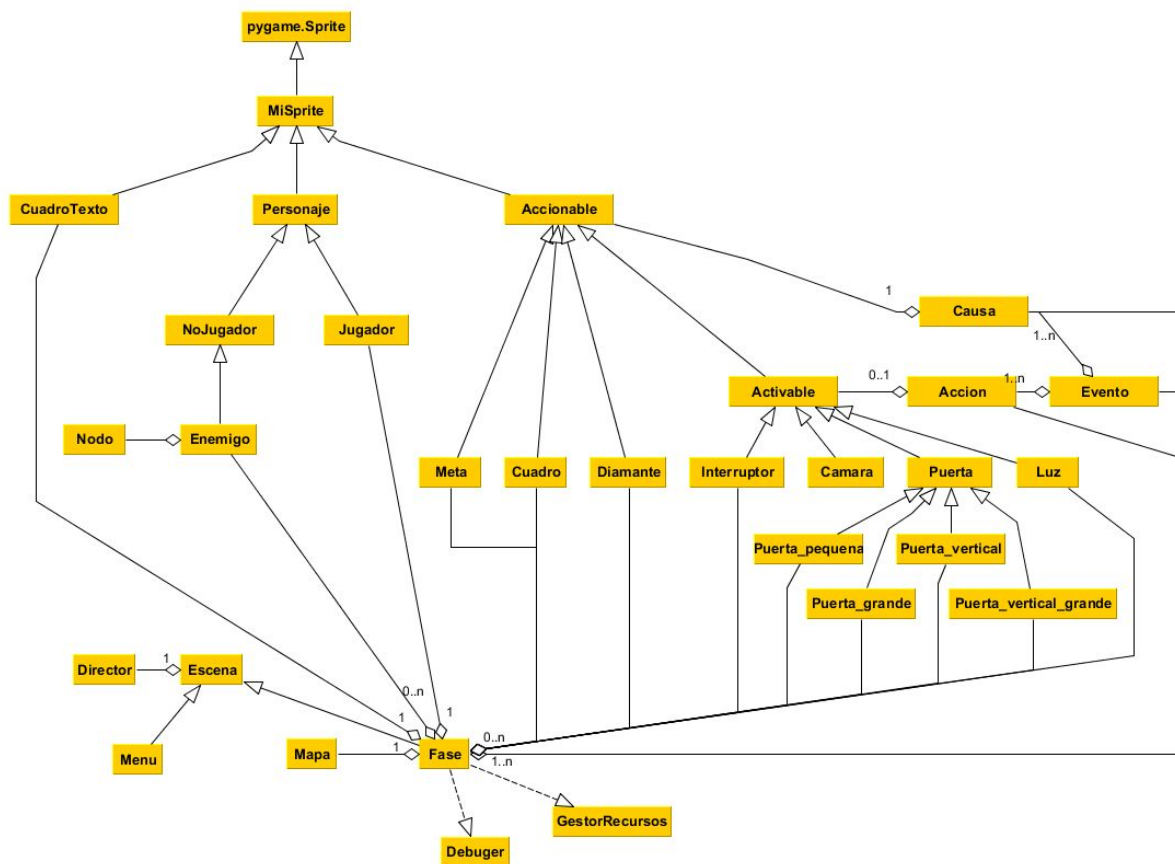 pygame.Sprite
MiSprite
CuadroTexto
Personaje
Accionable
1
Causa
NoJugador
Jugador
1..n
0..1
1..n
Activable
Accion
Evento
Nodo
Enemigo
Meta
Cuadro
Diamante
Interruptor
Camara
Puerta
Luz
Puerta_pequena
Puerta_vertical
Puerta_grande
Puerta_vertical_grande
Director
1
Escena
0..n
1
1
0..n
Menu
Mapa
1
Fase
1..n
GestorRecursos
Debuger